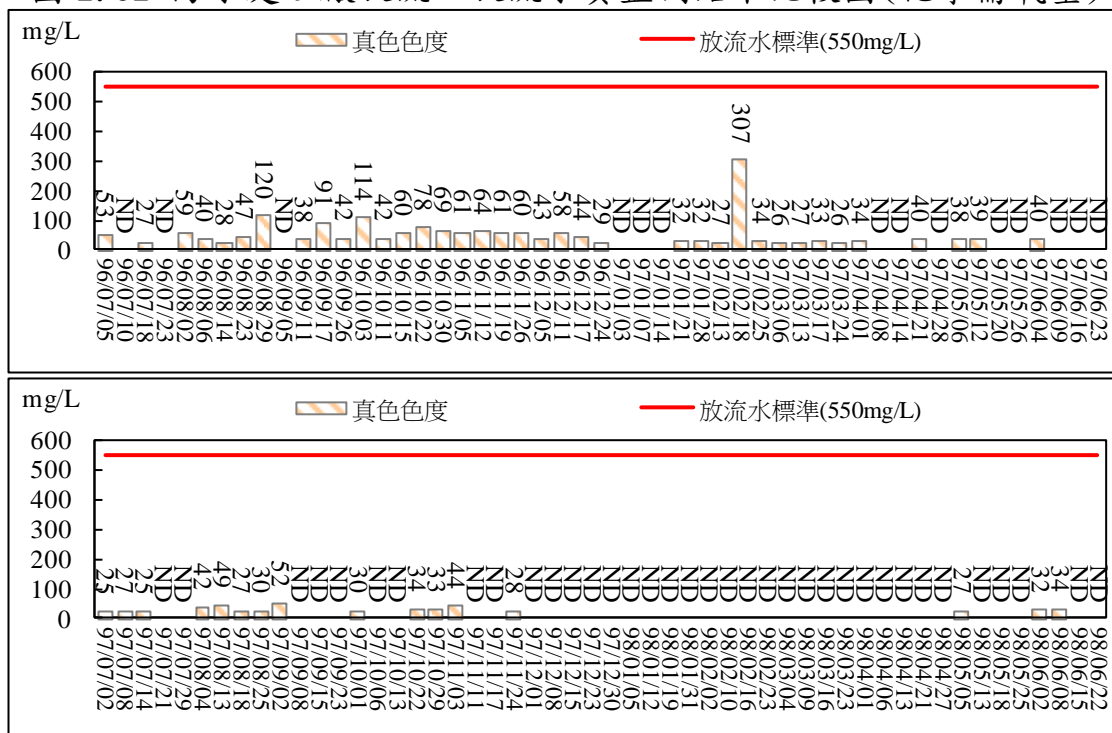 比較圖(化學需氧量)
mg/L
真色色度 放流水標準(550mg/L)
600
500
400
300
200
100
0
53 ND 27 ND 59 40 28 47 120 ND 38 91 42 114 42 60 78 69 61 64 61 60 43 58 44 29 ND ND ND 32 32 27 307 34 26 27 33 26 34 ND ND 40 ND 38 39 ND ND 40 ND ND ND
96/07/05 96/07/10 96/07/18 96/07/23 96/08/02 96/08/06 96/08/14 96/08/23 96/08/29 96/09/05 96/09/11 96/09/17 96/09/26 96/10/03 96/10/11 96/10/15 96/10/22 96/10/30 96/11/05 96/11/12 96/11/19 96/11/26 96/12/05 96/12/11 96/12/17 96/12/24 97/01/03 97/01/07 97/01/14 97/01/21 97/01/28 97/02/13 97/02/18 97/02/25 97/03/06 97/03/13 97/03/17 97/03/24 97/04/01 97/04/08 97/04/14 97/04/21 97/04/28 97/05/06 97/05/12 97/05/20 97/05/26 97/06/04 97/06/09 97/06/16 97/06/23
mg/L
真色色度 放流水標準(550mg/L)
600
500
400
300
200
100
0
25 27 25 ND ND 42 49 27 30 52 ND ND ND 30 ND ND 34 33 44 ND ND 28 ND ND ND ND ND ND ND ND ND ND ND ND ND ND ND ND ND ND ND ND ND ND 27 ND ND ND 32 34 ND ND
97/07/02 97/07/08 97/07/14 97/07/21 97/07/29 97/08/04 97/08/13 97/08/18 97/08/25 97/09/02 97/09/08 97/09/15 97/09/23 97/10/01 97/10/06 97/10/13 97/10/22 97/10/29 97/11/03 97/11/11 97/11/17 97/11/24 97/12/01 97/12/08 97/12/15 97/12/23 97/12/30 98/01/05 98/01/12 98/01/19 98/01/31 98/02/02 98/02/10 98/02/16 98/02/23 98/03/04 98/03/09 98/03/16 98/03/23 98/04/01 98/04/06 98/04/13 98/04/21 98/04/27 98/05/05 98/05/13 98/05/18 98/05/25 98/06/02 98/06/08 98/06/15 98/06/22